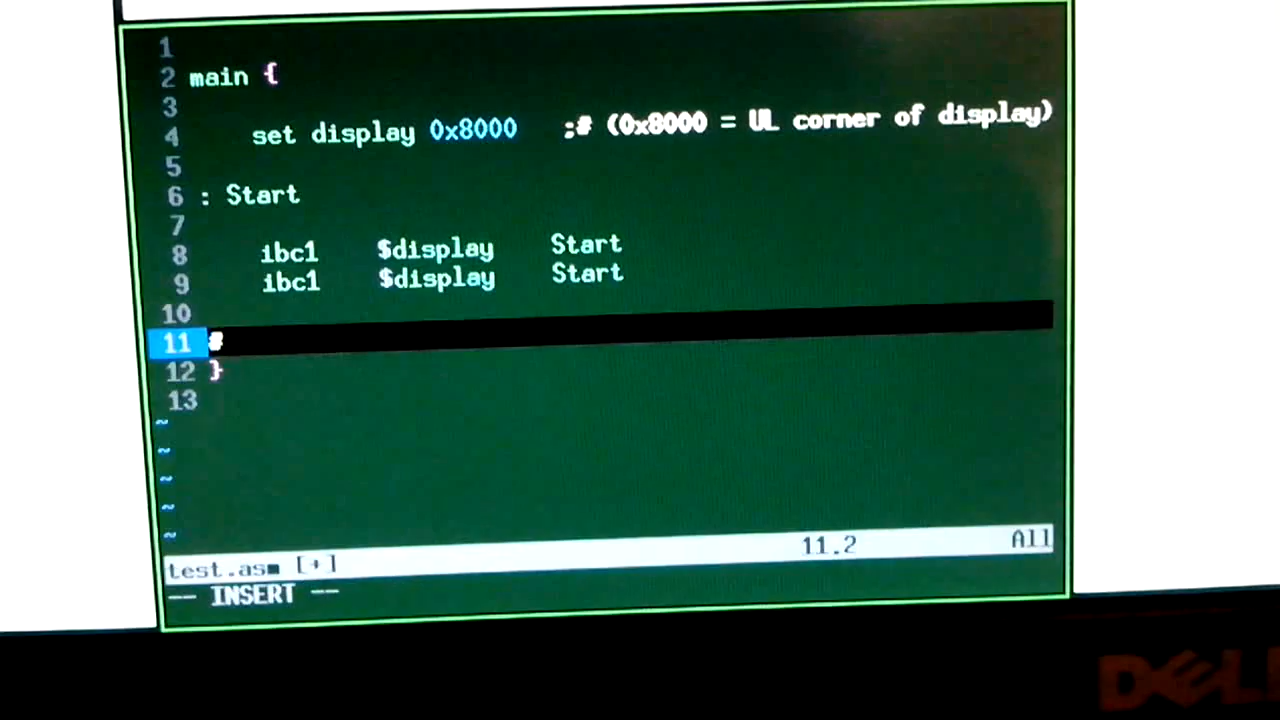 1
2 main {
3
4 set display 0x8000 ;# (0x8000 = UL corner of display)
5
6 : Start
7
8 ibc1 $display Start
9 ibc1 $display Start
10
11 #
12 }
13
~
~
~
~
~
test.asm [+] 11,2 All
-- INSERT --
DELL